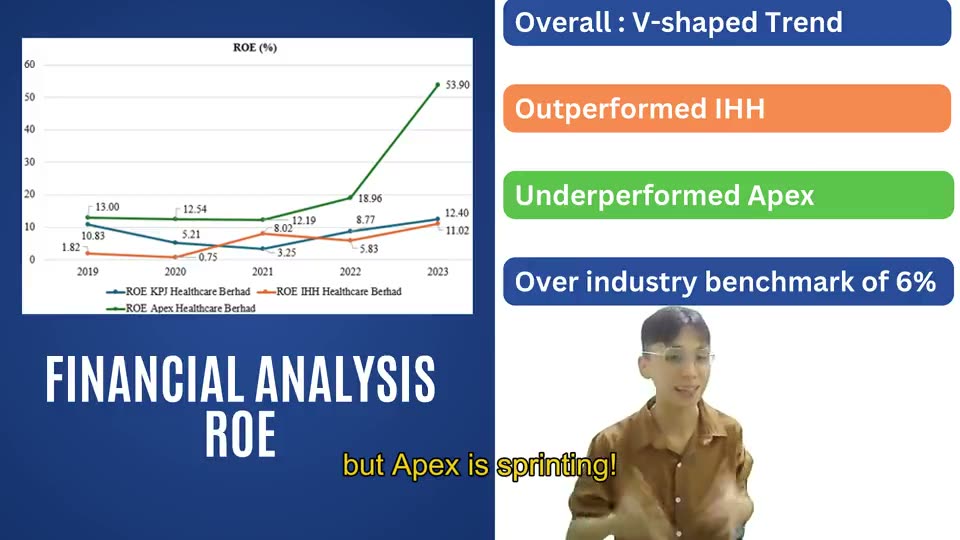 ROE (%)
60
50
40
30
20
10
0
13.00
12.54
12.19
18.96
53.90
10.83
5.21
3.25
8.77
12.40
1.82
0.75
8.02
5.83
11.02
2019 2020 2021 2022 2023
ROE KPJ Healthcare Berhad ROE IHH Healthcare Berhad
ROE Apex Healthcare Berhad
FINANCIAL ANALYSIS
ROE
Overall : V-shaped Trend
Outperformed IHH
Underperformed Apex
Over industry benchmark of 6%
but Apex is sprinting!